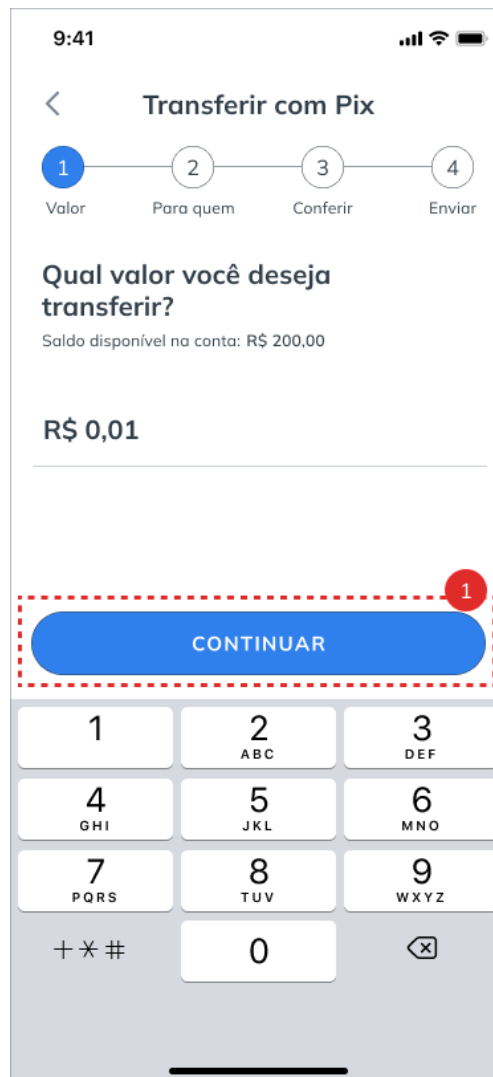 9:41
Transferir com Pix
1 2 3 4
Valor Para quem Conferir Enviar
Qual valor você deseja
transferir?
Saldo disponível na conta: R$ 200,00
R$ 0,01
1
CONTINUAR
1 2 3
ABC DEF
4 5 6
GHI JKL MNO
7 8 9
PQRS TUV WXYZ
+*# 0